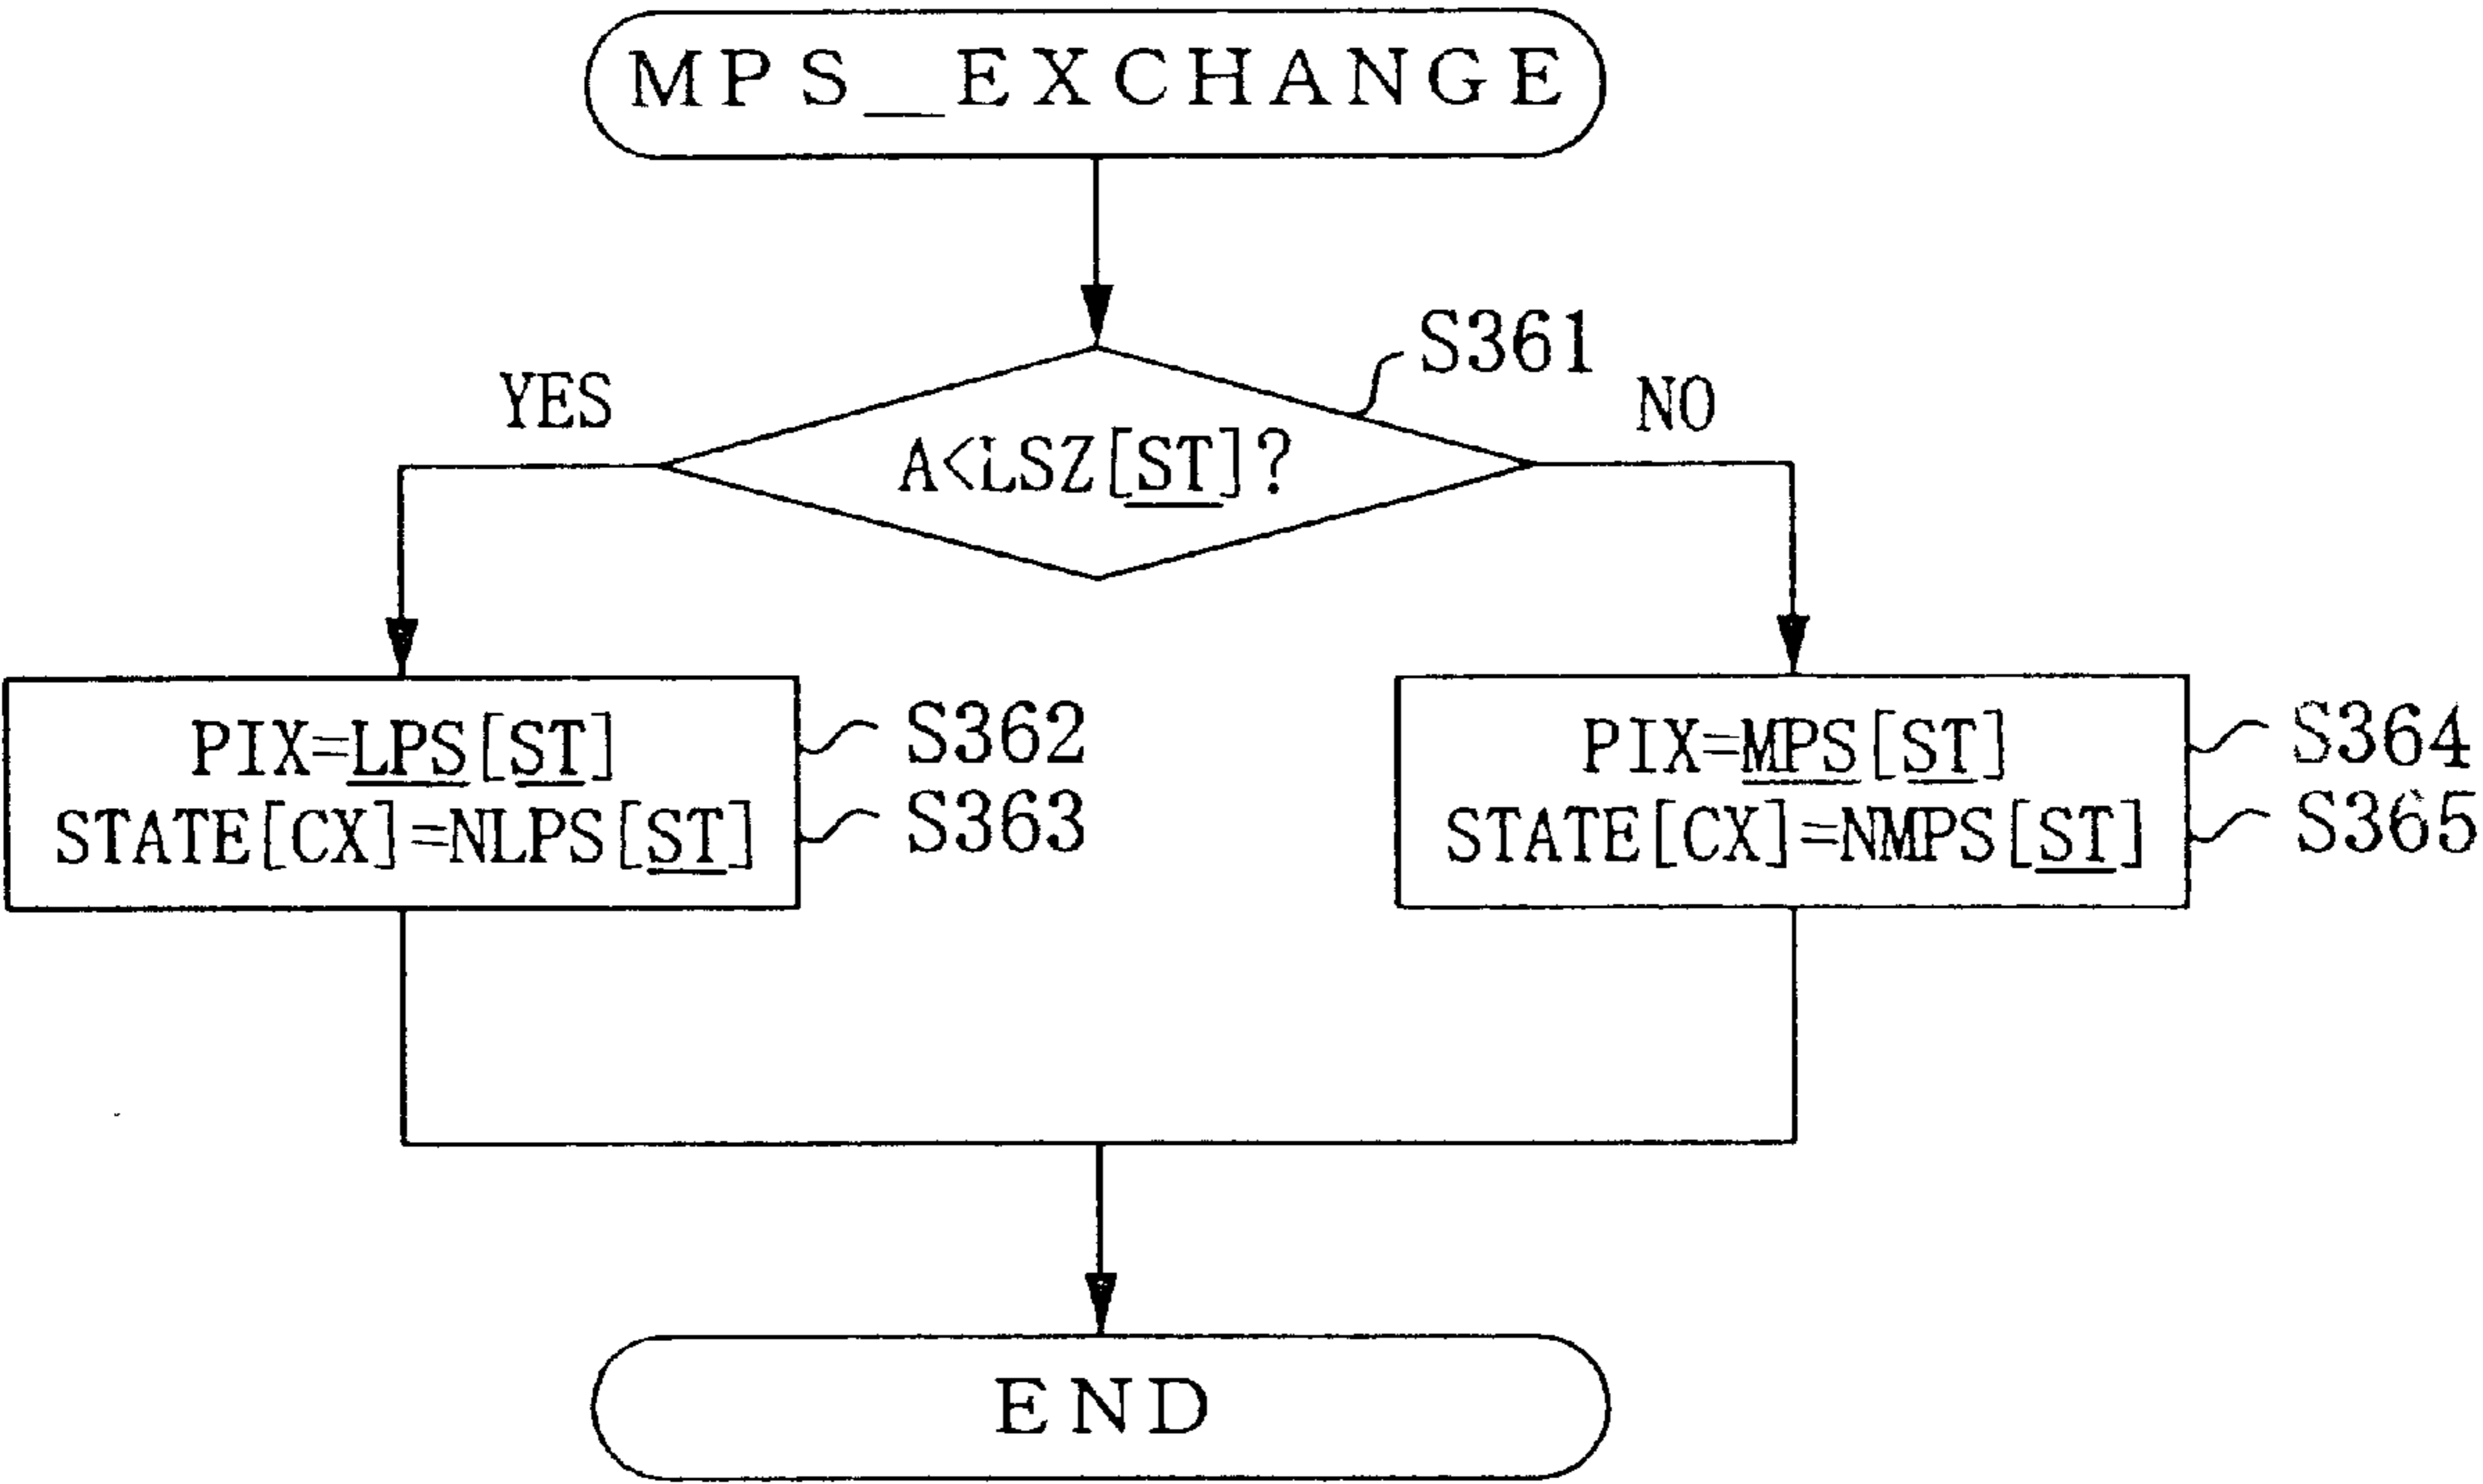 MPS_EXCHANGE
S361
YES
NO
A<LSZ[ST]?
PIX=LPS[ST]
S362
STATE[CX]=NLPS[ST]
S363
PIX=MPS[ST]
S364
STATE[CX]=NMPS[ST]
S365
END